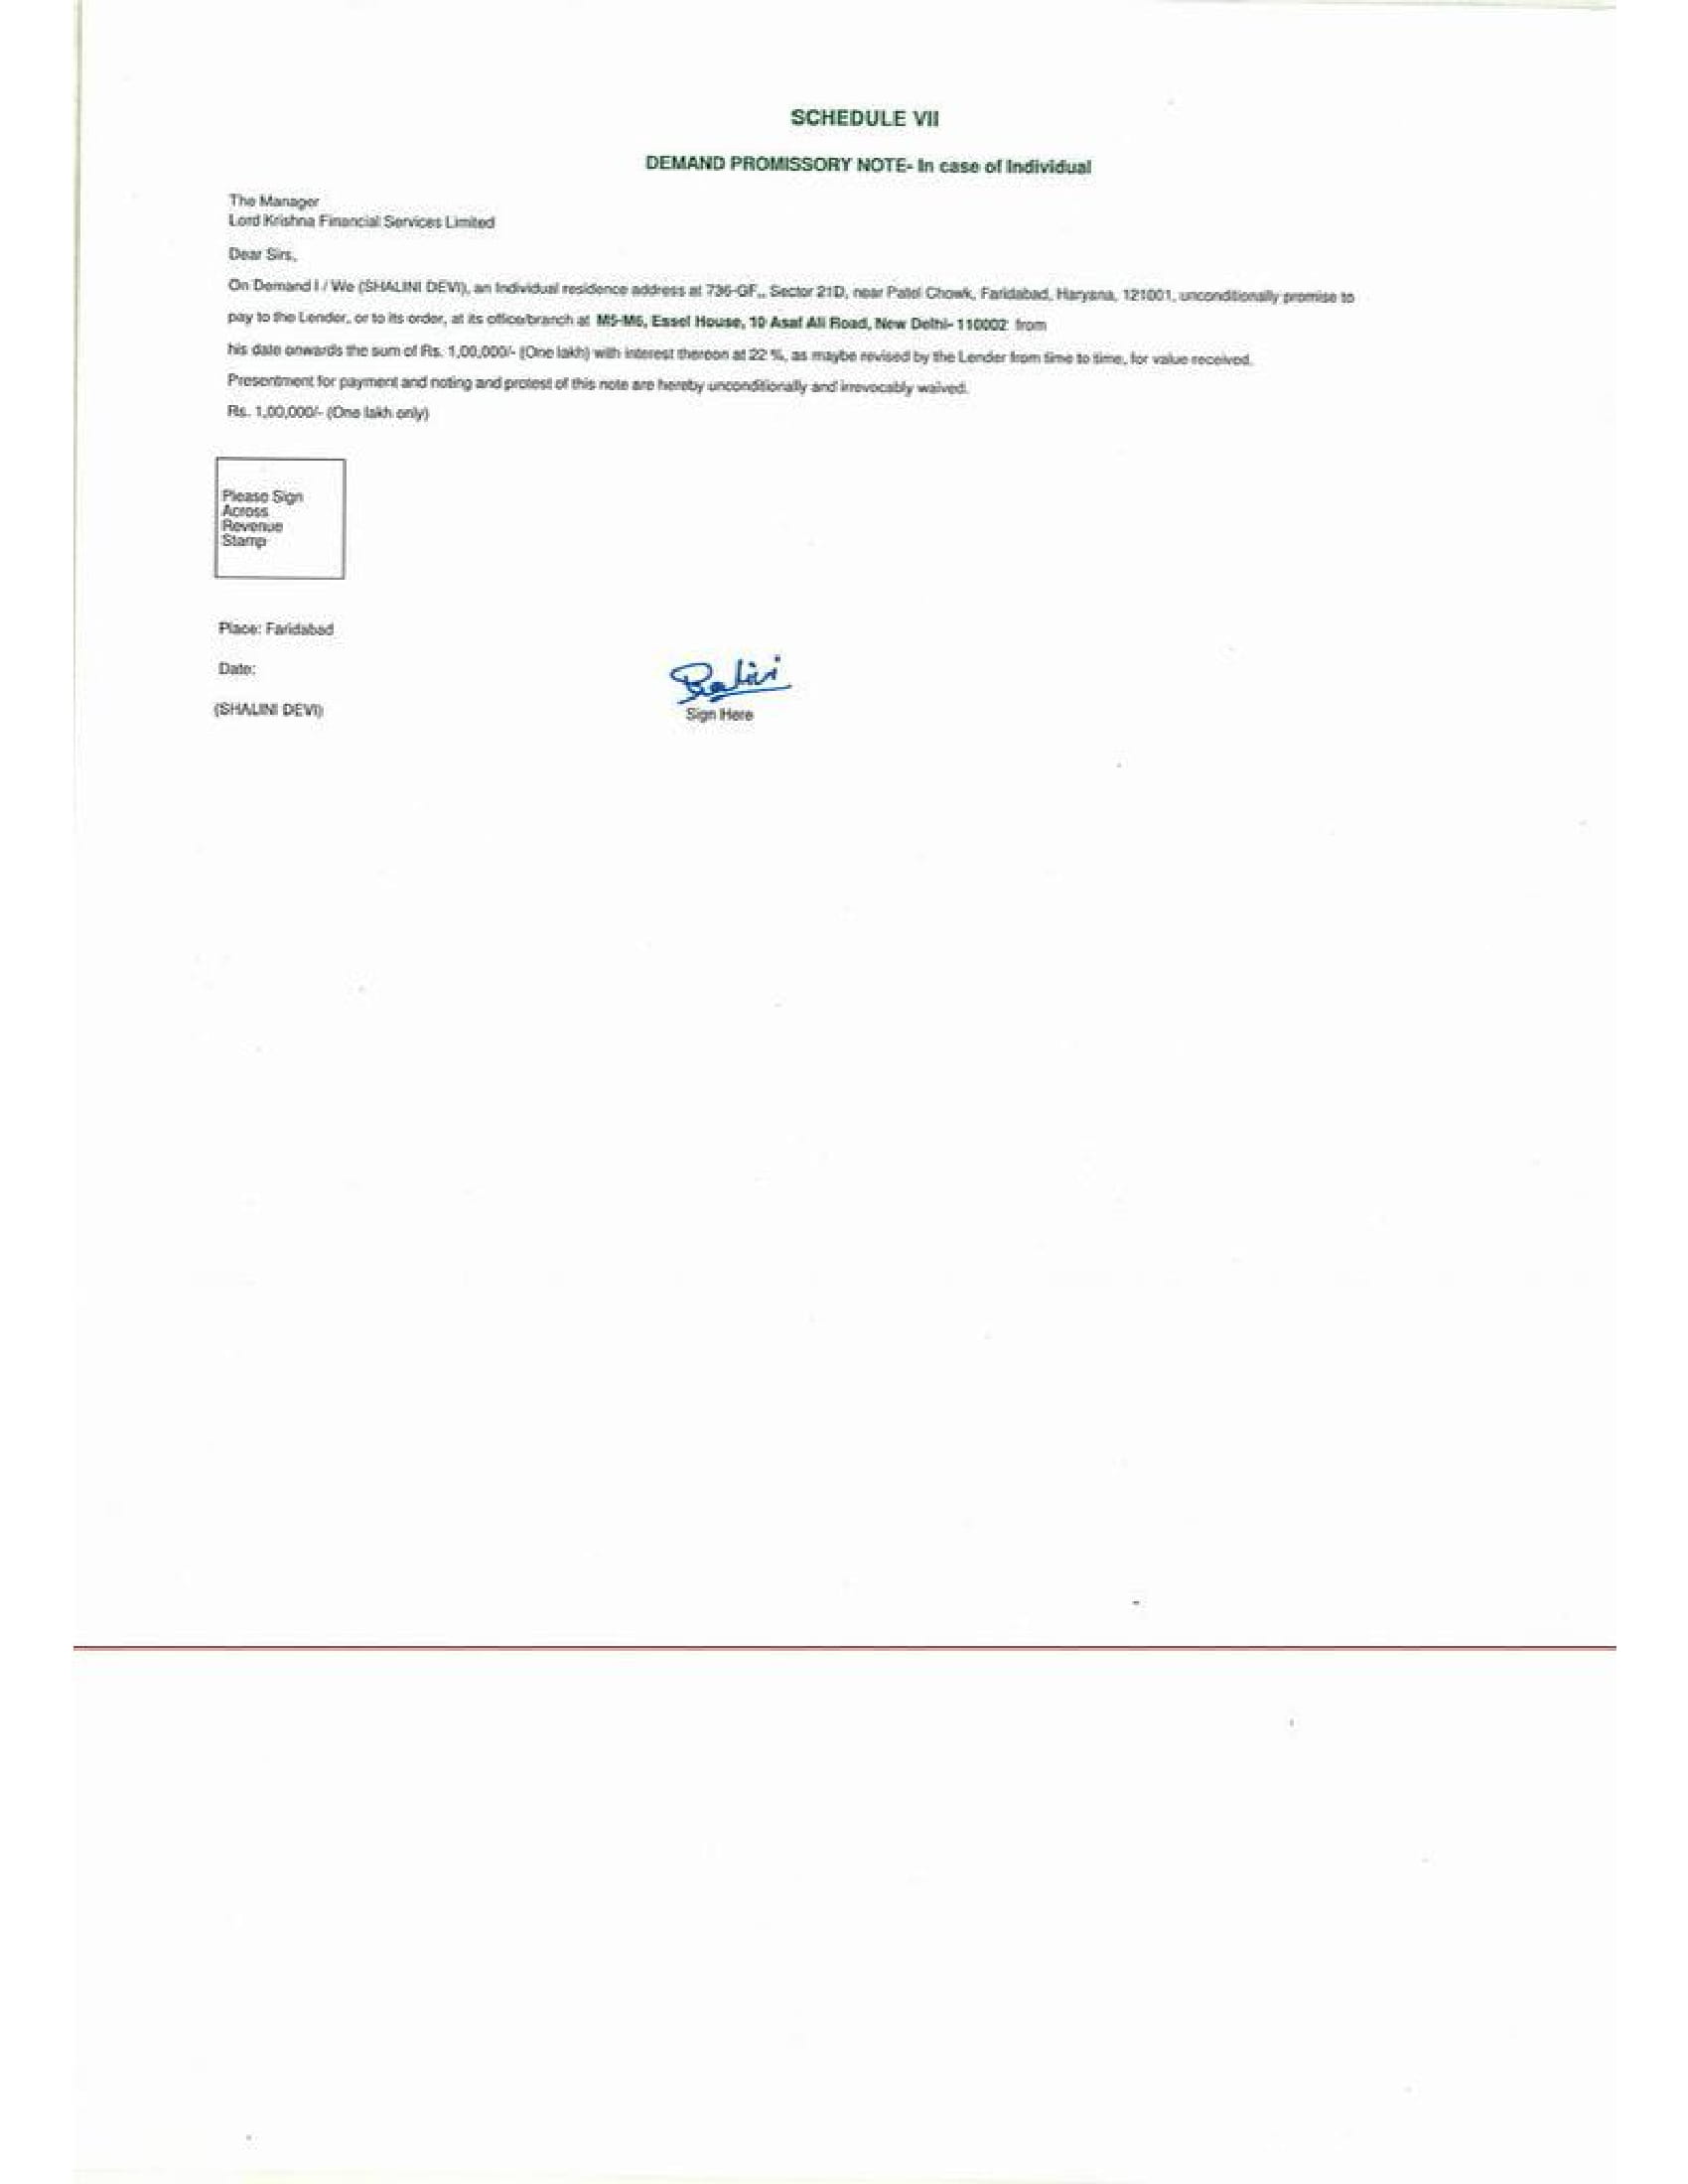 SCHEDULE VII
DEMAND PROMISSORY NOTE- In case of Individual
The Manager
Lord Krishna Financial Services Limited
Dear Sirs,
On Demand I / We (SHALINI DEVI), an Individual residence address at 736-GF,, Sector 21D, near Patel Chowk, Faridabad, Haryana, 121001, unconditionally promise to
pay to the Lender, or to its order, at its office/branch at M5-M6, Essel House, 10 Asaf Ali Road, New Delhi- 110002 from
his date onwards the sum of Rs. 1,00,000/- (One lakh) with interest thereon at 22 %, as maybe revised by the Lender from time to time, for value received.
Presentment for payment and noting and protest of this note are hereby unconditionally and irrevocably waived.
Rs. 1,00,000/- (One lakh only)
Please Sign
Across
Revenue
Stamp
Place: Faridabad
Date:
(SHALINI DEVI)
Sign Here